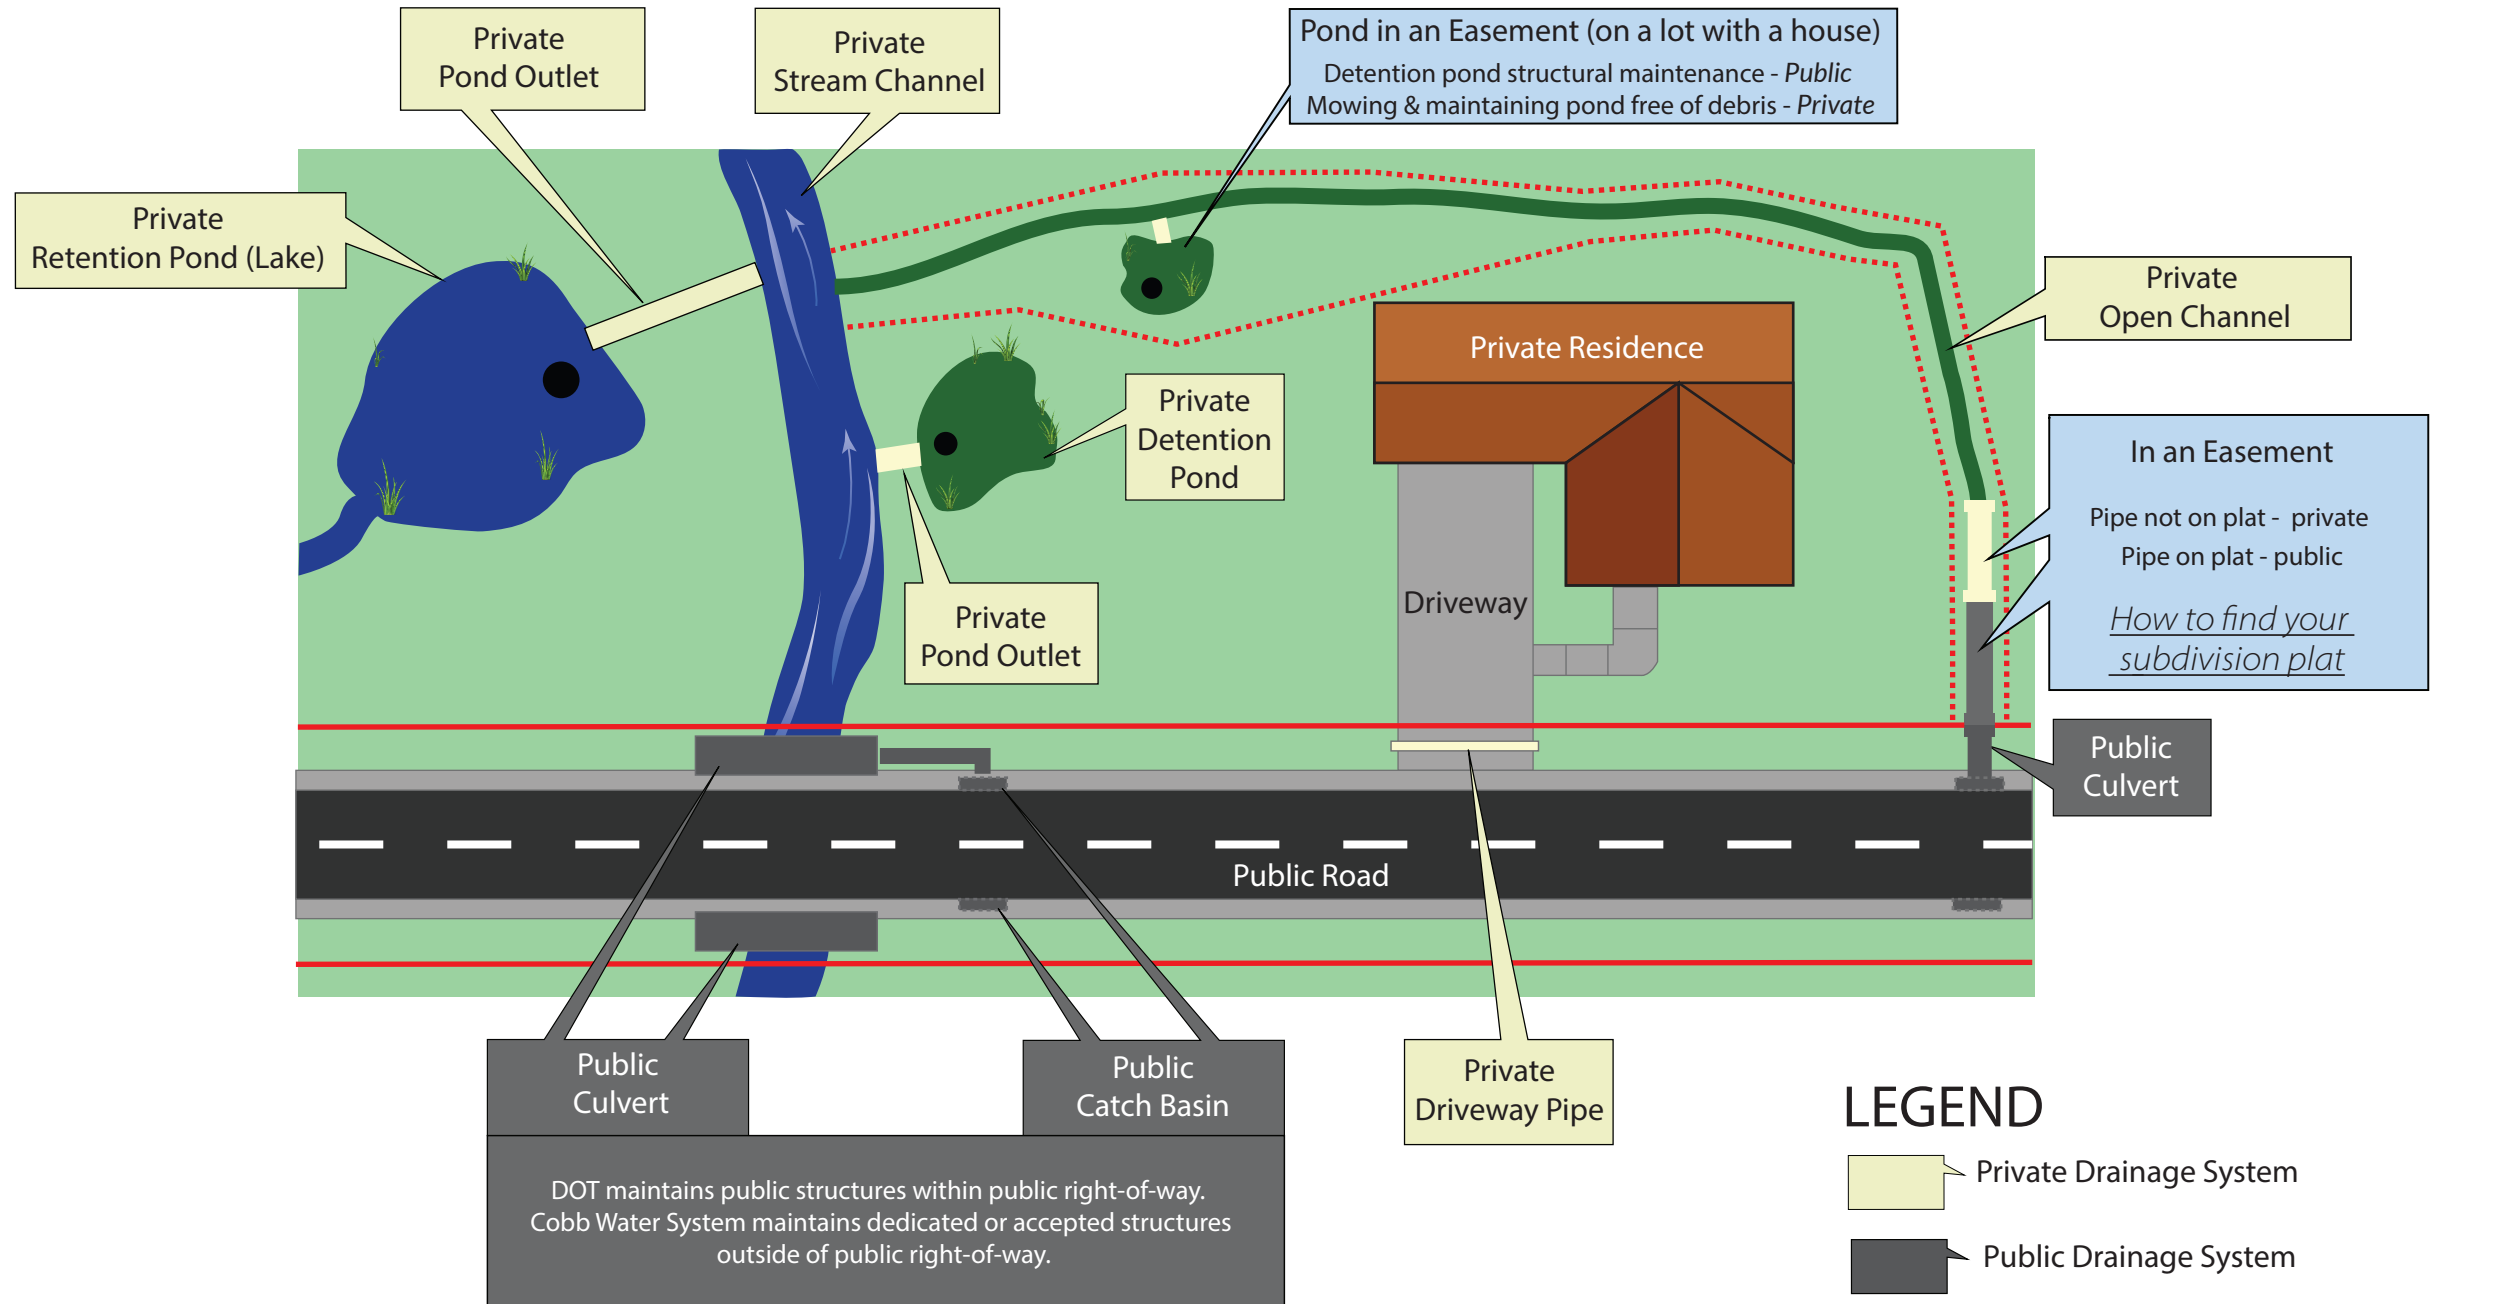 Private
Pond Outlet
Private
Stream Channel
Pond in an Easement (on a lot with a house)
Detention pond structural maintenance - Public
Mowing & maintaining pond free of debris - Private
Private
Retention Pond (Lake)
Private
Open Channel
Private Residence
Private
Detention
Pond
In an Easement
Pipe not on plat - private
Pipe on plat - public
How to find your
subdivision plat
Driveway
Private
Pond Outlet
Public
Culvert
Public Road
Public
Culvert
Public
Catch Basin
Private
Driveway Pipe
DOT maintains public structures within public right-of-way.
Cobb Water System maintains dedicated or accepted structures
outside of public right-of-way.
LEGEND
Private Drainage System
Public Drainage System